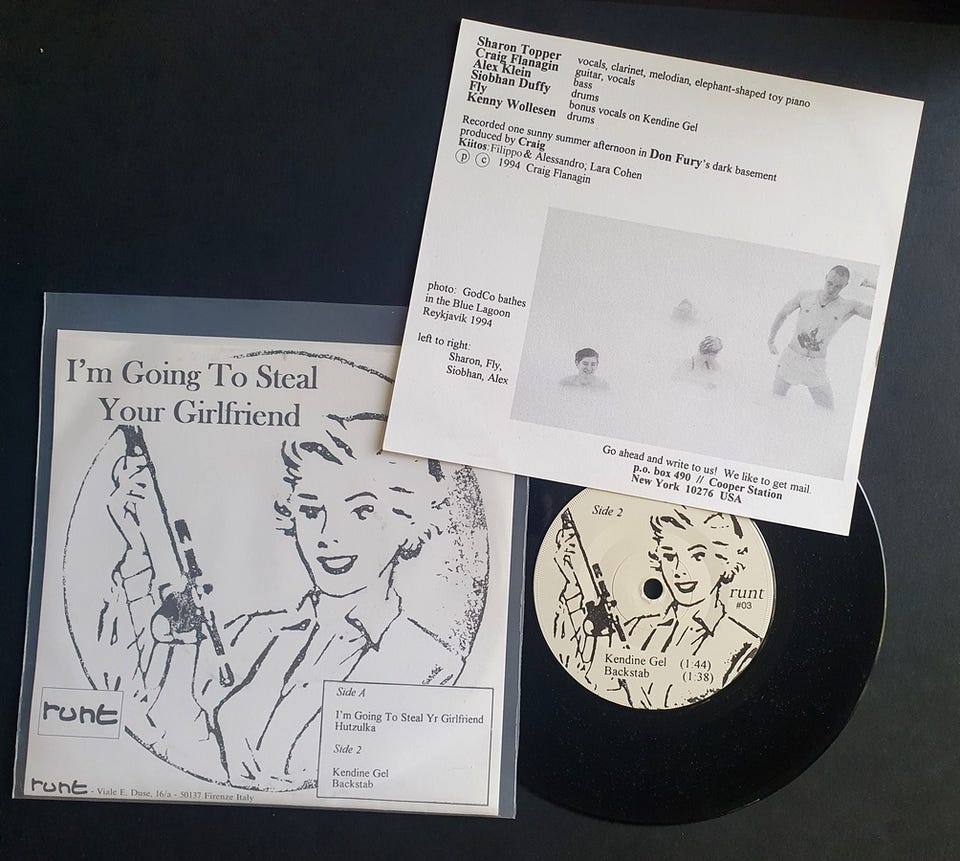 Sharon Topper vocals, clarinet, melodian, elephant-shaped toy piano
Craig Flanagin guitar, vocals
Alex Klein bass
Siobhan Duffy drums
Fly bonus vocals on Kendine Gel
Kenny Wollesen drums
Recorded one sunny summer afternoon in Don Fury's dark basement
produced by Craig
Kiitos: Filippo & Alessandro; Lara Cohen
Ⓟ Ⓒ 1994 Craig Flanagin
photo: GodCo bathes
in the Blue Lagoon
Reykjavik 1994
left to right:
Sharon, Fly,
Siobhan, Alex
Go ahead and write to us! We like to get mail.
p.o. box 490 // Cooper Station
New York 10276 USA
I'm Going To Steal
Your Girlfriend
runt
Side A
I'm Going To Steal Yr Girlfriend
Hutzulka
Side 2
Kendine Gel
Backstab
runt - Viale E. Duse, 16/a - 50137 Firenze Italy
Side 2
runt
#03
Kendine Gel (1:44)
Backstab (1:38)